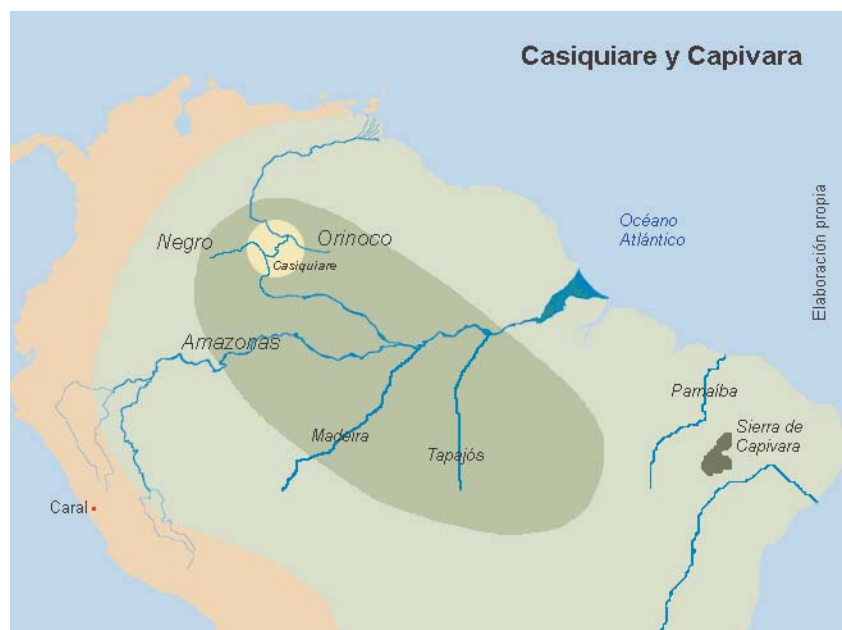 Casiquiare y Capivara
Elaboración propia
Océano
Atlántico
Negro
Orinoco
Casiquiare
Amazonas
Parnaíba
Madeira
Tapajós
Sierra de
Capivara
Caral